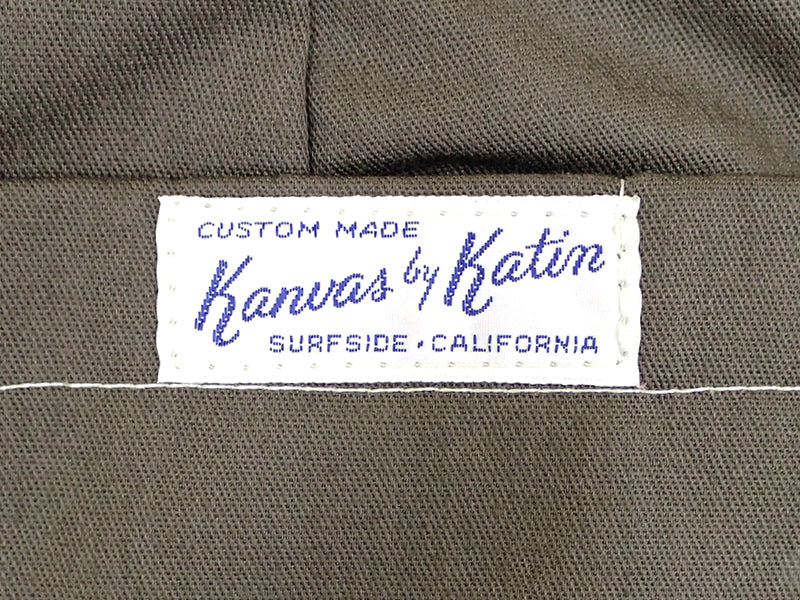 CUSTOM MADE
Kanvas by Katin
SURFSIDE • CALIFORNIA